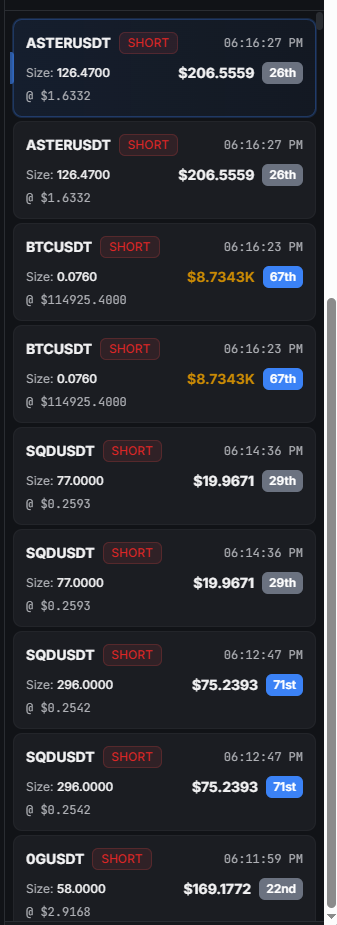 ASTERUSDT SHORT 06:16:27 PM
Size: 126.4700 $206.5559 26th
@ $1.6332
ASTERUSDT SHORT 06:16:27 PM
Size: 126.4700 $206.5559 26th
@ $1.6332
BTCUSDT SHORT 06:16:23 PM
Size: 0.0760 $8.7343K 67th
@ $114925.4000
BTCUSDT SHORT 06:16:23 PM
Size: 0.0760 $8.7343K 67th
@ $114925.4000
SQDUSDT SHORT 06:14:36 PM
Size: 77.0000 $19.9671 29th
@ $0.2593
SQDUSDT SHORT 06:14:36 PM
Size: 77.0000 $19.9671 29th
@ $0.2593
SQDUSDT SHORT 06:12:47 PM
Size: 296.0000 $75.2393 71st
@ $0.2542
SQDUSDT SHORT 06:12:47 PM
Size: 296.0000 $75.2393 71st
@ $0.2542
0GUSDT SHORT 06:11:59 PM
Size: 58.0000 $169.1772 22nd
@ $2.9168